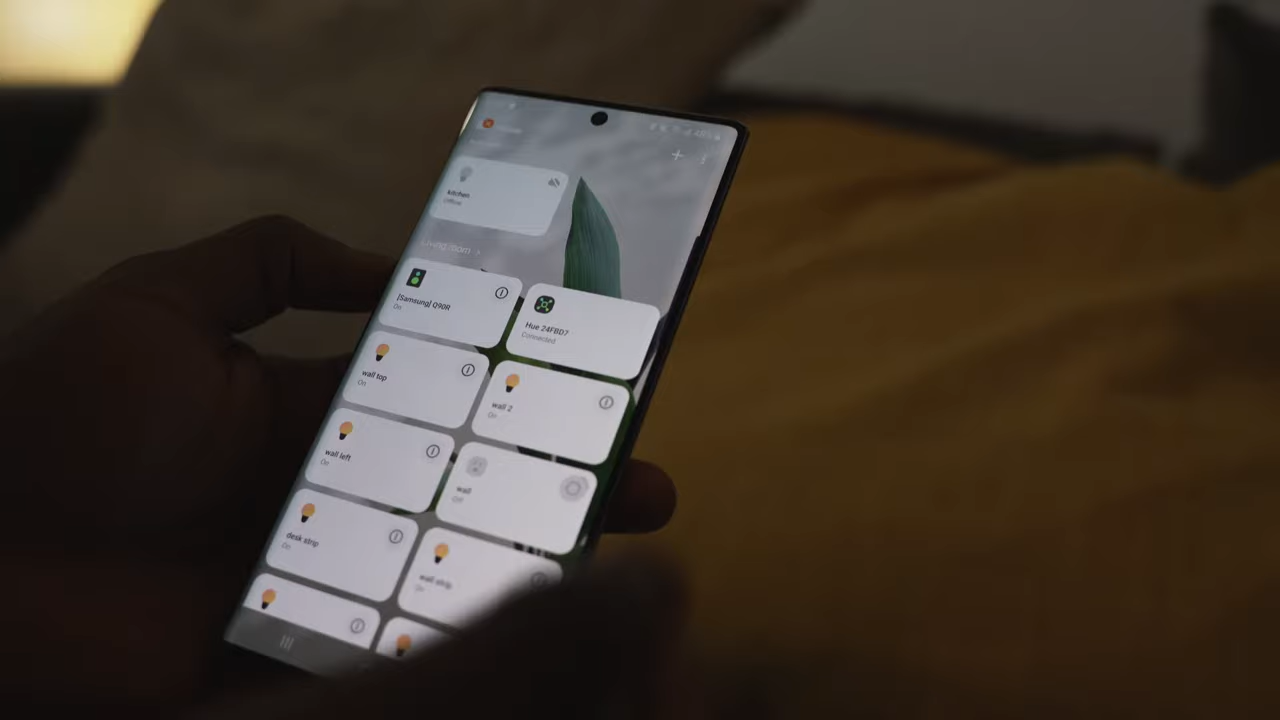 kitchen
Offline
Living room >
[Samsung] Q90R
On
Hue 24FBD7
Connected
wall top
On
wall 2
On
wall left
On
wall
Off
desk strip
On
wall strip
On